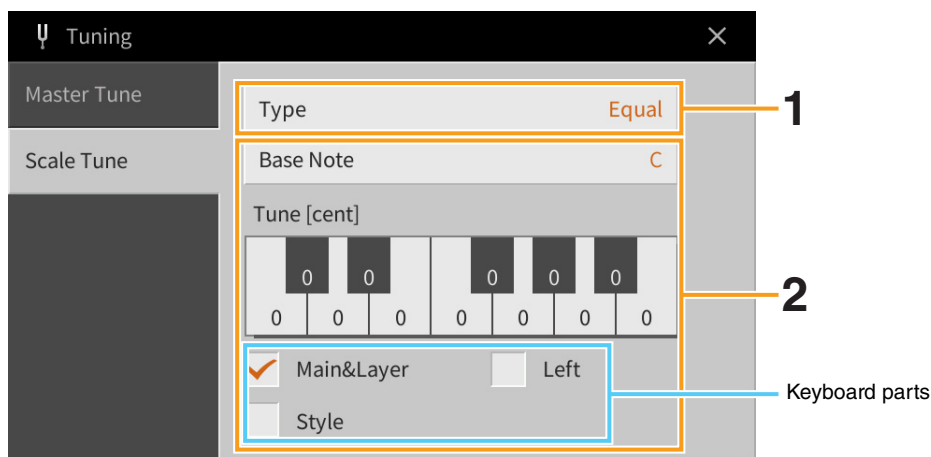 Tuning
Master Tune
Scale Tune
Type Equal
1
Base Note C
Tune [cent]
0 0 0 0 0
0 0 0 0 0 0 0
2
Main&Layer Left
Keyboard parts
Style